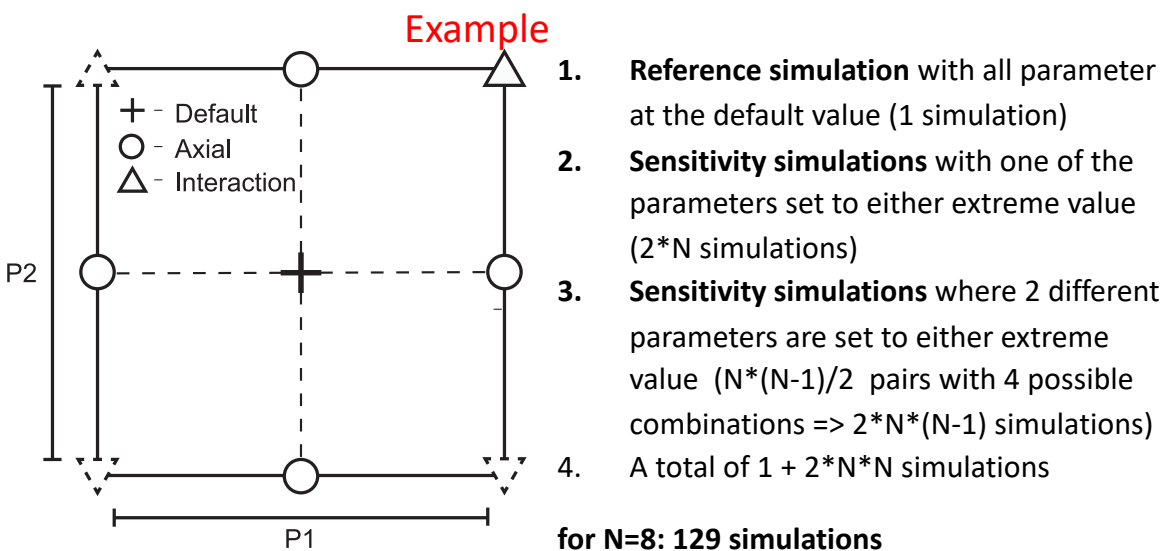 Example
+ - Default
- Axial
- Interaction
P2
P1
1. Reference simulation with all parameter
at the default value (1 simulation)
2. Sensitivity simulations with one of the
parameters set to either extreme value
(2*N simulations)
3. Sensitivity simulations where 2 different
parameters are set to either extreme
value (N*(N-1)/2 pairs with 4 possible
combinations => 2*N*(N-1) simulations)
4. A total of 1 + 2*N*N simulations
for N=8: 129 simulations